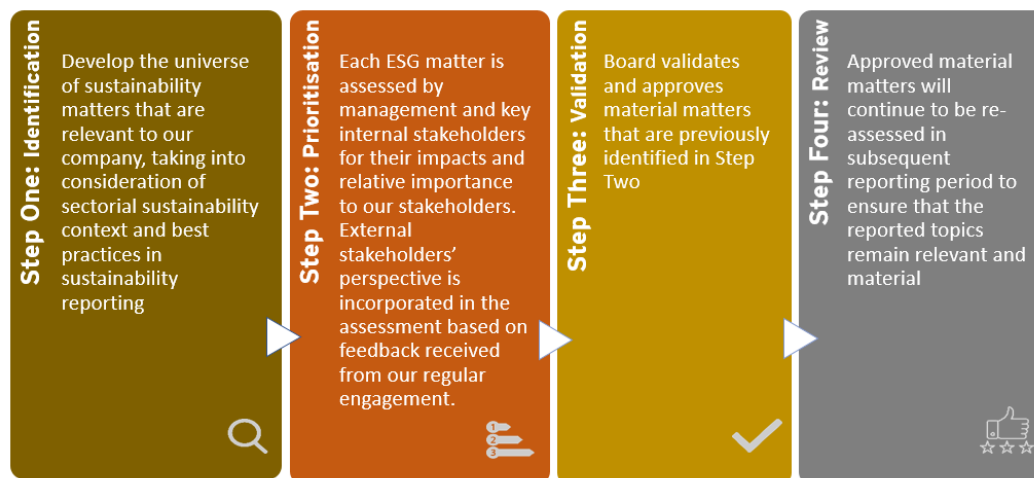 Step One: Identification
Develop the universe
of sustainability
matters that are
relevant to our
company, taking into
consideration of
sectorial sustainability
context and best
practices in
sustainability
reporting
Step Two: Prioritisation
Each ESG matter is
assessed by
management and key
internal stakeholders
for their impacts and
relative importance
to our stakeholders.
External
stakeholders'
perspective is
incorporated in the
assessment based on
feedback received
from our regular
engagement.
1
2
3
Step Three: Validation
Board validates
and approves
material matters
that are previously
identified in Step
Two
Step Four: Review
Approved material
matters will
continue to be re-
assessed in
subsequent
reporting period to
ensure that the
reported topics
remain relevant and
material